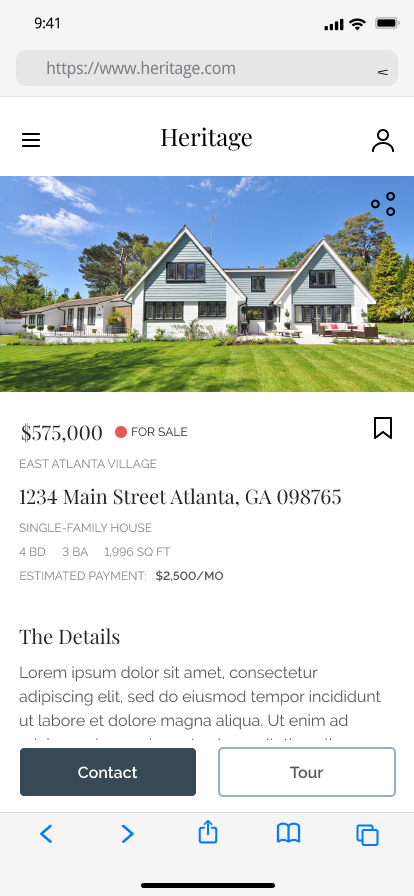 9:41
https://www.heritage.com
Heritage
$575,000 FOR SALE
EAST ATLANTA VILLAGE
1234 Main Street Atlanta, GA 098765
SINGLE-FAMILY HOUSE
4 BD 3 BA 1,996 SQ FT
ESTIMATED PAYMENT: $2,500/MO
The Details
Lorem ipsum dolor sit amet, consectetur
adipiscing elit, sed do eiusmod tempor incididunt
ut labore et dolore magna aliqua. Ut enim ad
Contact Tour